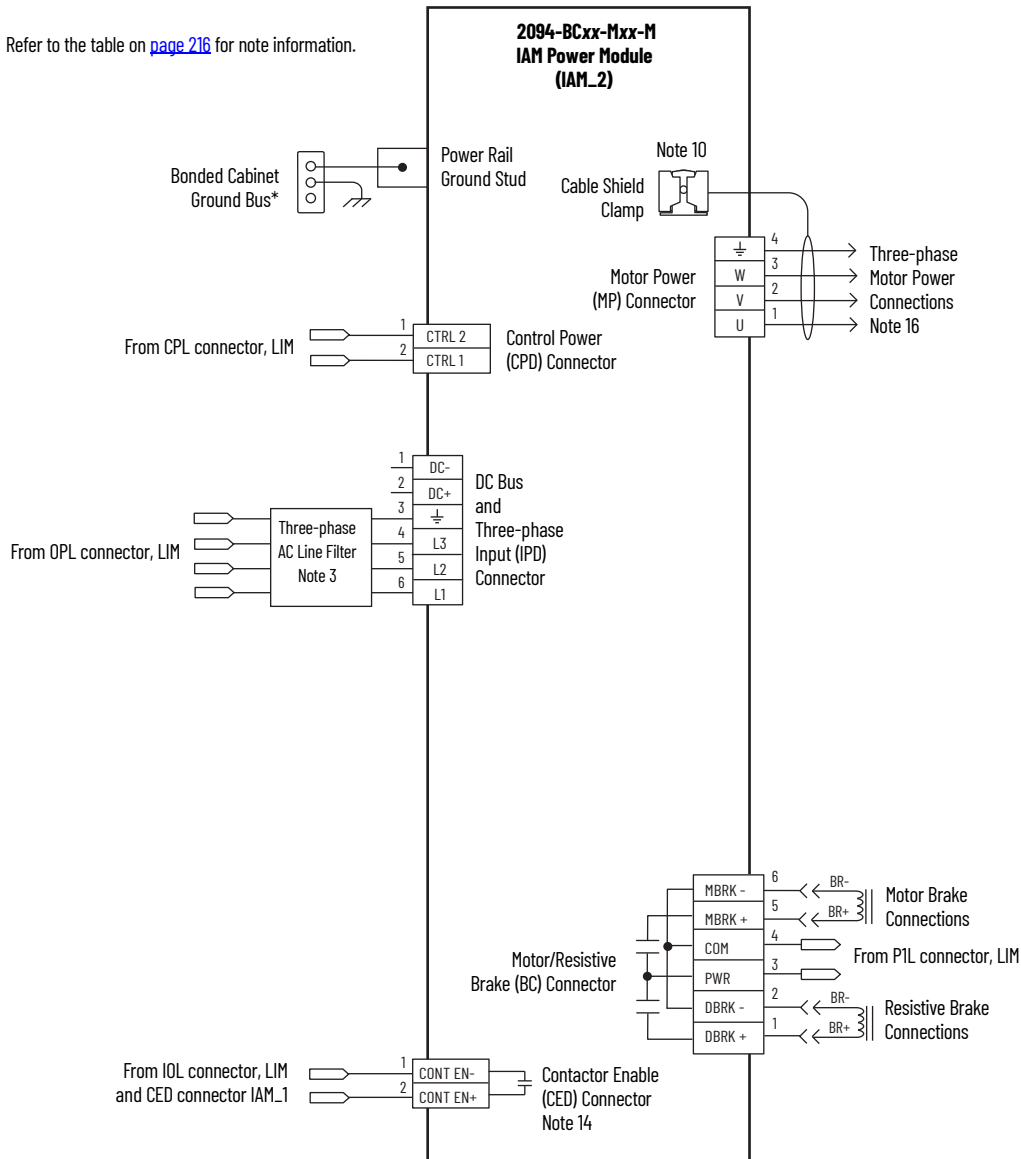 Refer to the table on page 216 for note information.
2094-BCxx-Mxx-M
IAM Power Module
(IAM_2)
Bonded Cabinet
Ground Bus*
Power Rail
Ground Stud
Note 10
Cable Shield
Clamp
Motor Power
(MP) Connector
⏚ 4
W 3
V 2
U 1
Three-phase
Motor Power
Connections
Note 16
From CPL connector, LIM
1 CTRL 2
2 CTRL 1
Control Power
(CPD) Connector
From OPL connector, LIM
Three-phase
AC Line Filter
Note 3
1 DC-
2 DC+
3 ⏚
4 L3
5 L2
6 L1
DC Bus
and
Three-phase
Input (IPD)
Connector
Motor/Resistive
Brake (BC) Connector
MBRK - 6 BR-
MBRK + 5 BR+
COM 4
PWR 3
DBRK - 2 BR-
DBRK + 1 BR+
Motor Brake
Connections
From P1L connector, LIM
Resistive Brake
Connections
From IOL connector, LIM
and CED connector IAM_1
1 CONT EN-
2 CONT EN+
Contactor Enable
(CED) Connector
Note 14